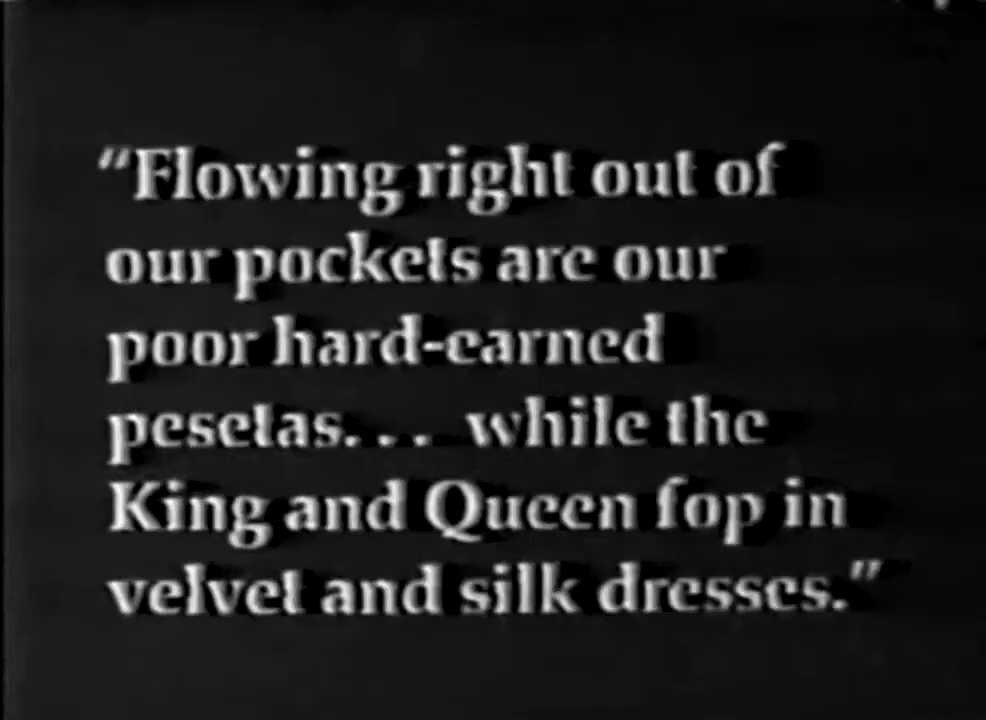 “Flowing right out of
our pockets are our
poor hard-earned
pesetas... while the
King and Queen fop in
velvet and silk dresses.”